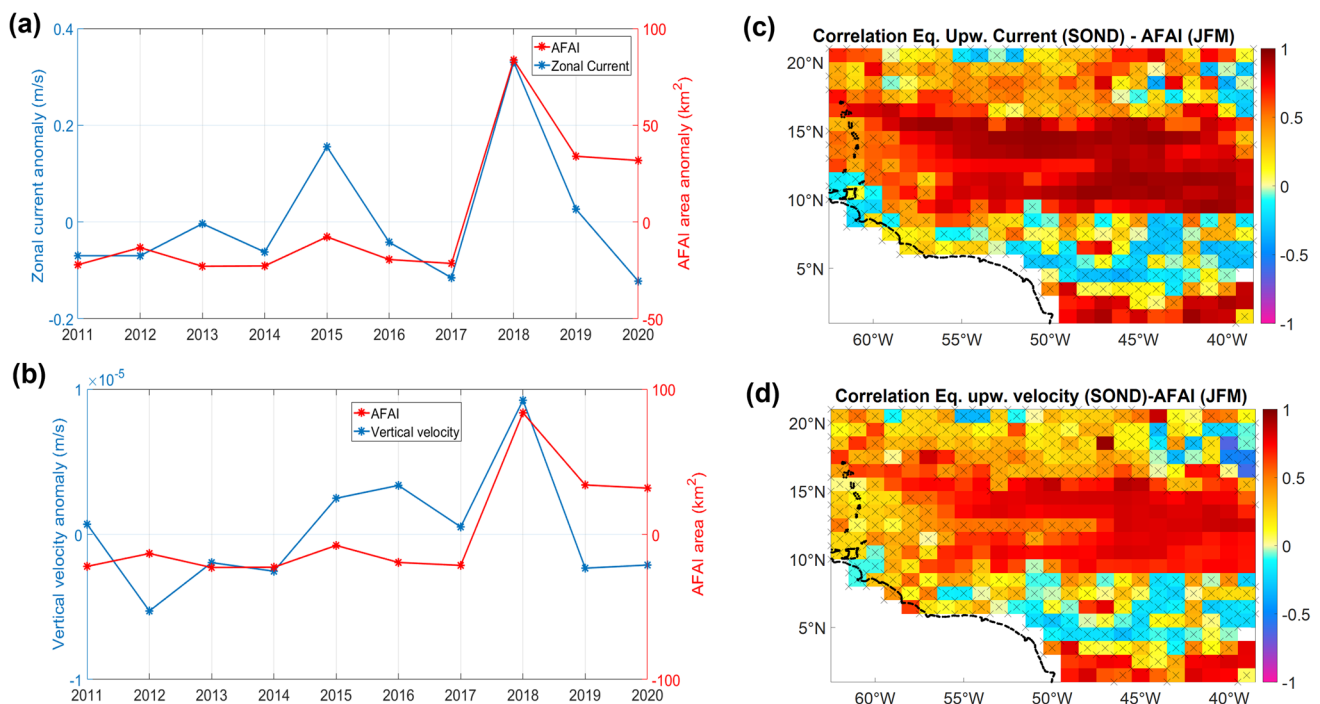 (a)
0.4
0.2
0
-0.2
Zonal current anomaly (m/s)
AFAI
Zonal Current
100
50
0
-50
AFAI area anomaly (km2)
2011 2012 2013 2014 2015 2016 2017 2018 2019 2020
(b)
1 ×10-5
0
-1
Vertical velocity anomaly (m/s)
AFAI
Vertical velocity
100
0
-100
AFAI area (km2)
2011 2012 2013 2014 2015 2016 2017 2018 2019 2020
(c)
Correlation Eq. Upw. Current (SOND) - AFAI (JFM)
20°N
15°N
10°N
5°N
60°W 55°W 50°W 45°W 40°W
1
0.5
0
-0.5
-1
(d)
Correlation Eq. upw. velocity (SOND)-AFAI (JFM)
20°N
15°N
10°N
5°N
60°W 55°W 50°W 45°W 40°W
1
0.5
0
-0.5
-1